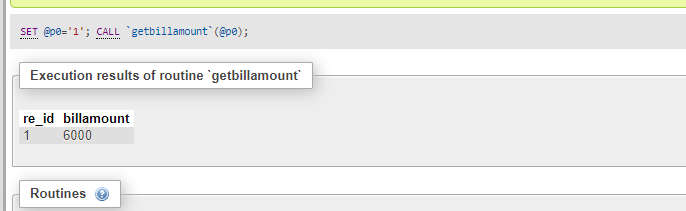 SET @p0='1'; CALL `getbillamount`(@p0);
Execution results of routine `getbillamount`
re_id billamount
1 6000
Routines